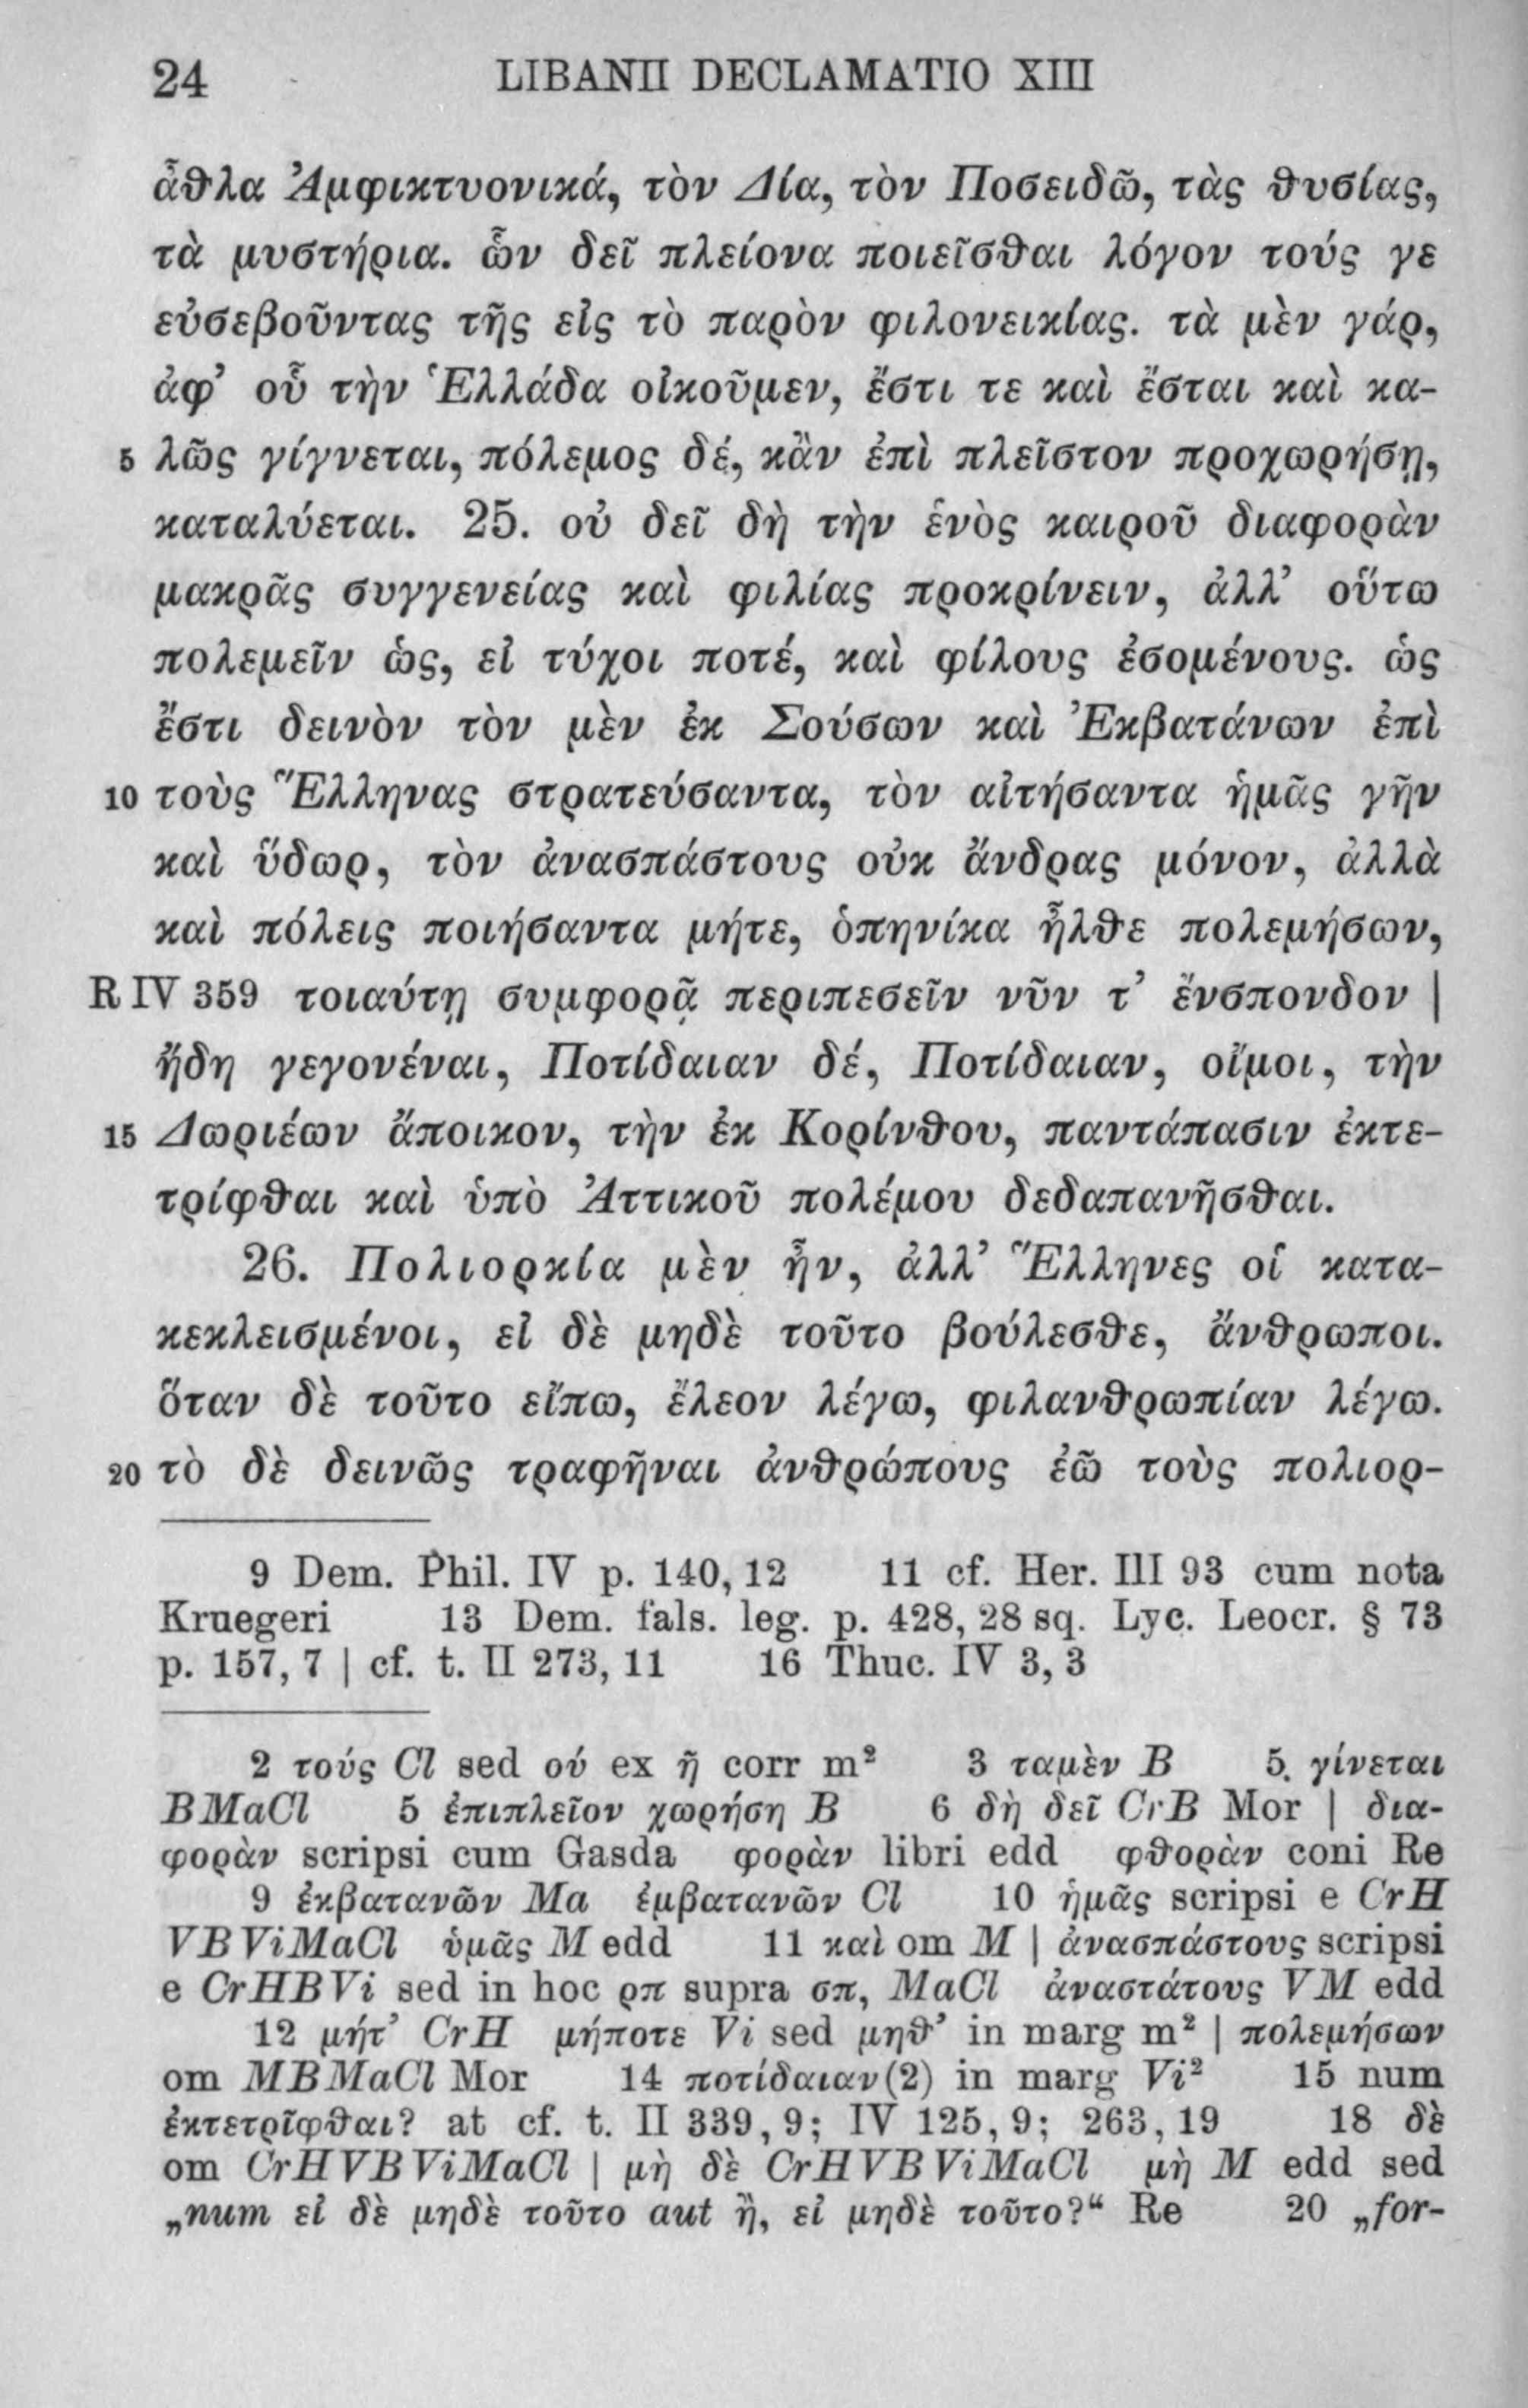 24 LIBANII DECLAMATIO XIII
ἆθλα Ἀμφικτυονικά, τὸν Δία, τὸν Ποσειδῶ, τὰς θυσίας,
τὰ μυστήρια. ὧν δεῖ πλείονα ποιεῖσθαι λόγον τούς γε
εὐσεβοῦντας τῆς εἰς τὸ παρὸν φιλονεικίας. τὰ μὲν γάρ,
ἀφ’ οὗ τὴν Ἑλλάδα οἰκοῦμεν, ἔστι τε καὶ ἔσται καὶ κα-
5 λῶς γίγνεται, πόλεμος δέ, κἂν ἐπὶ πλεῖστον προχωρήσῃ,
καταλύεται. 25. οὐ δεῖ δὴ τὴν ἑνὸς καιροῦ διαφορὰν
μακρᾶς συγγενείας καὶ φιλίας προκρίνειν, ἀλλ’ οὕτω
πολεμεῖν ὡς, εἰ τύχοι ποτέ, καὶ φίλους ἐσομένους. ὡς
ἔστι δεινὸν τὸν μὲν ἐκ Σούσων καὶ Ἐκβατάνων ἐπὶ
10 τοὺς Ἕλληνας στρατεύσαντα, τὸν αἰτήσαντα ἡμᾶς γῆν
καὶ ὕδωρ, τὸν ἀνασπάστους οὐκ ἄνδρας μόνον, ἀλλὰ
καὶ πόλεις ποιήσαντα μήτε, ὁπηνίκα ἦλθε πολεμήσων,
R IV 359 τοιαύτῃ συμφορᾷ περιπεσεῖν νῦν τ’ ἔνσπονδον |
ἤδη γεγονέναι, Ποτίδαιαν δέ, Ποτίδαιαν, οἴμοι, τὴν
15 Δωριέων ἄποικον, τὴν ἐκ Κορίνθου, παντάπασιν ἐκτε-
τρίφθαι καὶ ὑπὸ Ἀττικοῦ πολέμου δεδαπανῆσθαι.
26. Πολιορκία μὲν ἦν, ἀλλ’ Ἕλληνες οἱ κατα-
κεκλεισμένοι, εἰ δὲ μηδὲ τοῦτο βούλεσθε, ἄνθρωποι.
ὅταν δὲ τοῦτο εἴπω, ἔλεον λέγω, φιλανθρωπίαν λέγω.
20 τὸ δὲ δεινῶς τραφῆναι ἀνθρώπους ἐῶ τοὺς πολιορ-
9 Dem. Phil. IV p. 140, 12 11 cf. Her. III 93 cum nota
Kruegeri 13 Dem. fals. leg. p. 428, 28 sq. Lyc. Leocr. § 73
p. 157, 7 | cf. t. II 273, 11 16 Thuc. IV 3, 3
2 τούς Cl sed ού ex ῆ corr m² 3 ταμὲν B 5. γίνεται
BMaCl 5 ἐπιπλεῖον χωρήση B 6 δὴ δεῖ CrB Mor | δια-
φορὰν scripsi cum Gasda φορὰν libri edd φθορὰν coni Re
9 ἐκβατανῶν Ma ἐμβατανῶν Cl 10 ἡμᾶς scripsi e CrH
VBViMaCl ὑμᾶς M edd 11 καὶ om M | ἀνασπάστους scripsi
e CrHBVi sed in hoc ρπ supra σπ, MaCl ἀναστάτους VM edd
12 μήτ’ CrH μήποτε Vi sed μηθ’ in marg m² | πολεμήσων
om MBMaCl Mor 14 ποτίδαιαν(2) in marg Vi² 15 num
ἐκτετρῖφθαι? at cf. t. II 339, 9; IV 125, 9; 263, 19 18 δὲ
om CrHVBViMaCl | μὴ δὲ CrHVBViMaCl μὴ M edd sed
„num εἰ δὲ μηδὲ τοῦτο aut ἢ, εἰ μηδὲ τοῦτο?“ Re 20 „for-